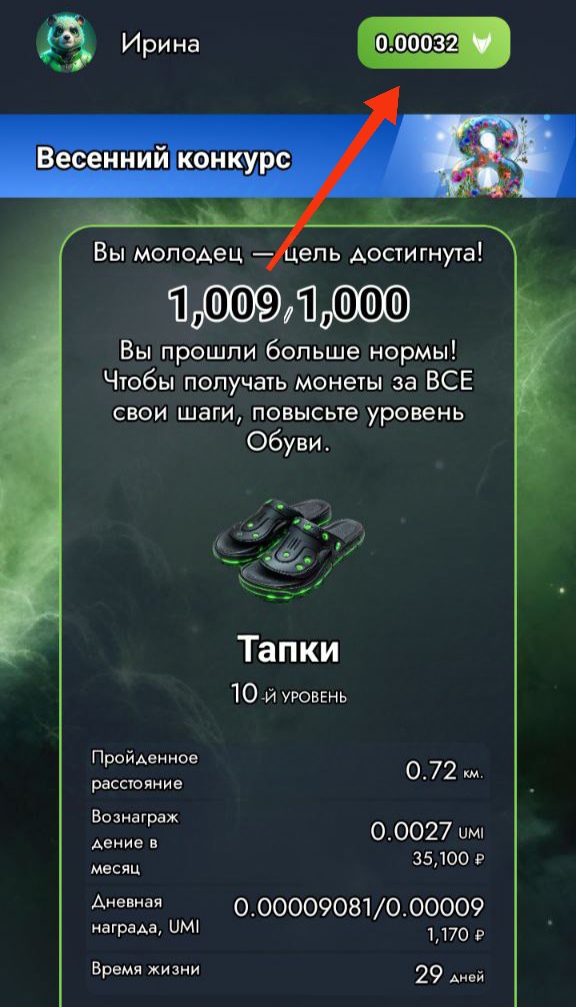 Ирина
0.00032
Весенний конкурс
Вы молодец — цель достигнута!
1,009/1,000
Вы прошли больше нормы!
Чтобы получать монеты за ВСЕ
свои шаги, повысьте уровень
Обуви.
Тапки
10-Й УРОВЕНЬ
Пройденное
расстояние
0.72 км.
Вознаграж
дение в
месяц
0.0027 UMI
35,100 ₽
Дневная
награда, UMI
0.00009081/0.00009
1,170 ₽
Время жизни
29 дней